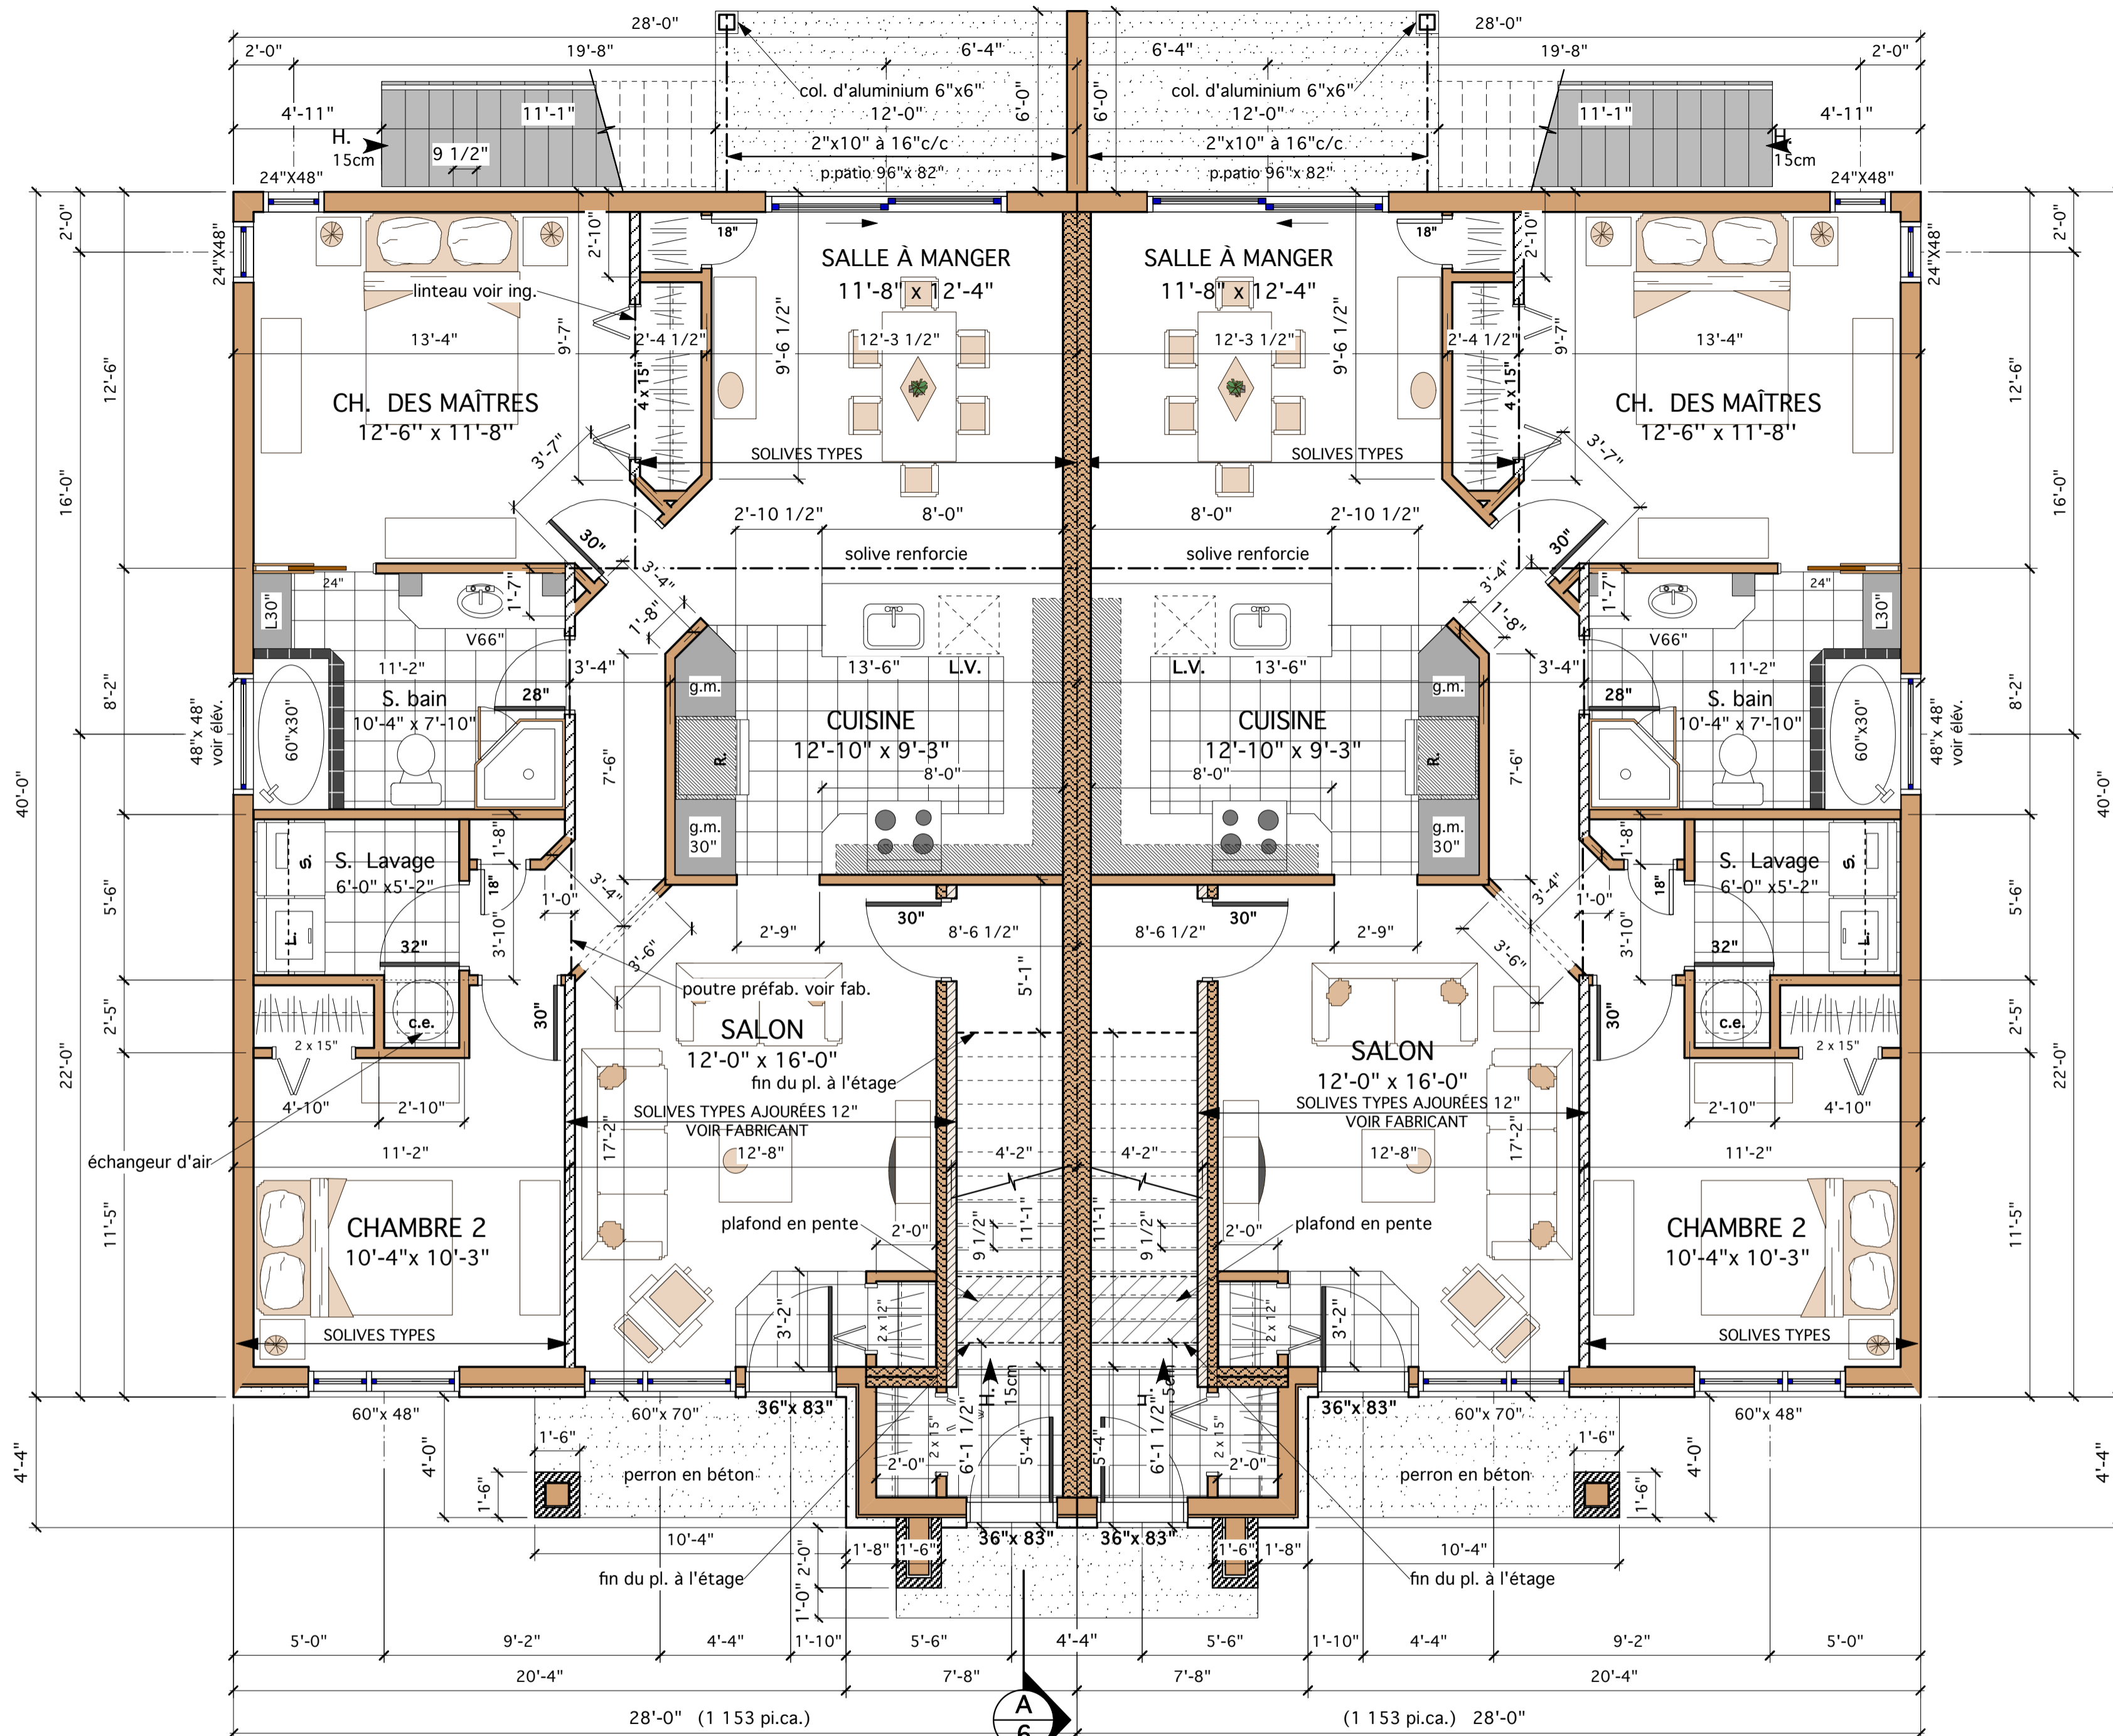 28'-0" 28'-0"
2'-0" 19'-8" 6'-4" 6'-4" 19'-8" 2'-0"
col. d'aluminium 6"x6" col. d'aluminium 6"x6"
4'-11" 11'-1" 12'-0" 6'-0" 6'-0" 12'-0" 11'-1" 4'-11"
H. H.
15cm 9 1/2" 2"x10" à 16"c/c 2"x10" à 16"c/c 15cm
24"X48" p.patio 96"x 82" p.patio 96"x 82" 24"X48"
2'-0" 24"X48" 2'-10" 18" 18" 2'-10" 24"X48" 2'-0"
SALLE À MANGER SALLE À MANGER
11'-8" x 12'-4" 11'-8" x 12'-4"
linteau voir ing.
13'-4" 9'-7" 2'-4 1/2" 9'-6 1/2" 12'-3 1/2" 12'-3 1/2" 9'-6 1/2" 2'-4 1/2" 9'-7" 13'-4"
12'-6" 4 x 15" 4 x 15" 12'-6"
CH. DES MAÎTRES CH. DES MAÎTRES
12'-6" x 11'-8" 12'-6" x 11'-8"
3'-7" SOLIVES TYPES SOLIVES TYPES 3'-7"
16'-0" 16'-0"
30" 2'-10 1/2" 8'-0" 8'-0" 2'-10 1/2" 30"
solive renforcie solive renforcie
24" 1'-7" 3'-4" 3'-4" 1'-7" 24"
L30" 1'-8" 1'-8" L30"
V66" V66"
11'-2" 3'-4" 13'-6" L.V. L.V. 13'-6" 3'-4" 11'-2"
8'-2" 28" g.m. g.m. 28" 8'-2"
S. bain S. bain
10'-4" x 7'-10" 10'-4" x 7'-10"
48"x 48" 48"x 48"
voir élév. voir élév.
60"x30" 60"x30"
CUISINE CUISINE
12'-10" x 9'-3" 12'-10" x 9'-3"
7'-6" R. 8'-0" 8'-0" R. 7'-6"
40'-0" 40'-0"
g.m. g.m.
30" 30"
S. 1'-8" 1'-8" S.
S. Lavage S. Lavage
6'-0" x5'-2" 6'-0" x5'-2"
5'-6" 18" 3'-4" 3'-4" 18" 5'-6"
1'-0" 30" 30" 1'-0"
L. 32" 3'-10" 3'-6" 2'-9" 8'-6 1/2" 8'-6 1/2" 2'-9" 3'-6" 3'-10" 32" L.
5'-1"
poutre préfab. voir fab.
2'-5" c.e. 30" 30" c.e. 2'-5"
2 x 15" 2 x 15"
SALON SALON
12'-0" x 16'-0" 12'-0" x 16'-0"
fin du pl. à l'étage
22'-0" 22'-0"
4'-10" 2'-10" 2'-10" 4'-10"
SOLIVES TYPES AJOURÉES 12" SOLIVES TYPES AJOURÉES 12"
VOIR FABRICANT VOIR FABRICANT
échangeur d'air
11'-2" 17'-2" 12'-8" 4'-2" 4'-2" 12'-8" 17'-2" 11'-2"
11'-5" 11'-5"
CHAMBRE 2 CHAMBRE 2
10'-4"x 10'-3" 10'-4"x 10'-3"
plafond en pente plafond en pente
2'-0" 9 1/2" 11'-1" 11'-1" 9 1/2" 2'-0"
SOLIVES TYPES 3'-2" 2 x 12" 2 x 12" 3'-2" SOLIVES TYPES
H. H.
15cm 15cm
60"x 48" 60"x 70" 36"x 83" 36"x 83" 60"x 70" 60"x 48"
4'-4" 4'-0" 1'-6" 1'-6" 4'-0" 4'-4"
2 x 15" 6'-1 1/2" 5'-4" 5'-4" 6'-1 1/2" 2 x 15"
2'-0" 2'-0"
1'-6" perron en béton perron en béton 1'-6"
36"x 83" 36"x 83"
10'-4" 2'-0" 1'-8" 1'-6" 1'-6" 1'-8" 10'-4"
fin du pl. à l'étage fin du pl. à l'étage
1'-0"
5'-0" 9'-2" 4'-4" 1'-10" 5'-6" 4'-4" 5'-6" 1'-10" 4'-4" 9'-2" 5'-0"
20'-4" 7'-8" 7'-8" 20'-4"
A
6
28'-0" (1 153 pi.ca.) (1 153 pi.ca.) 28'-0"